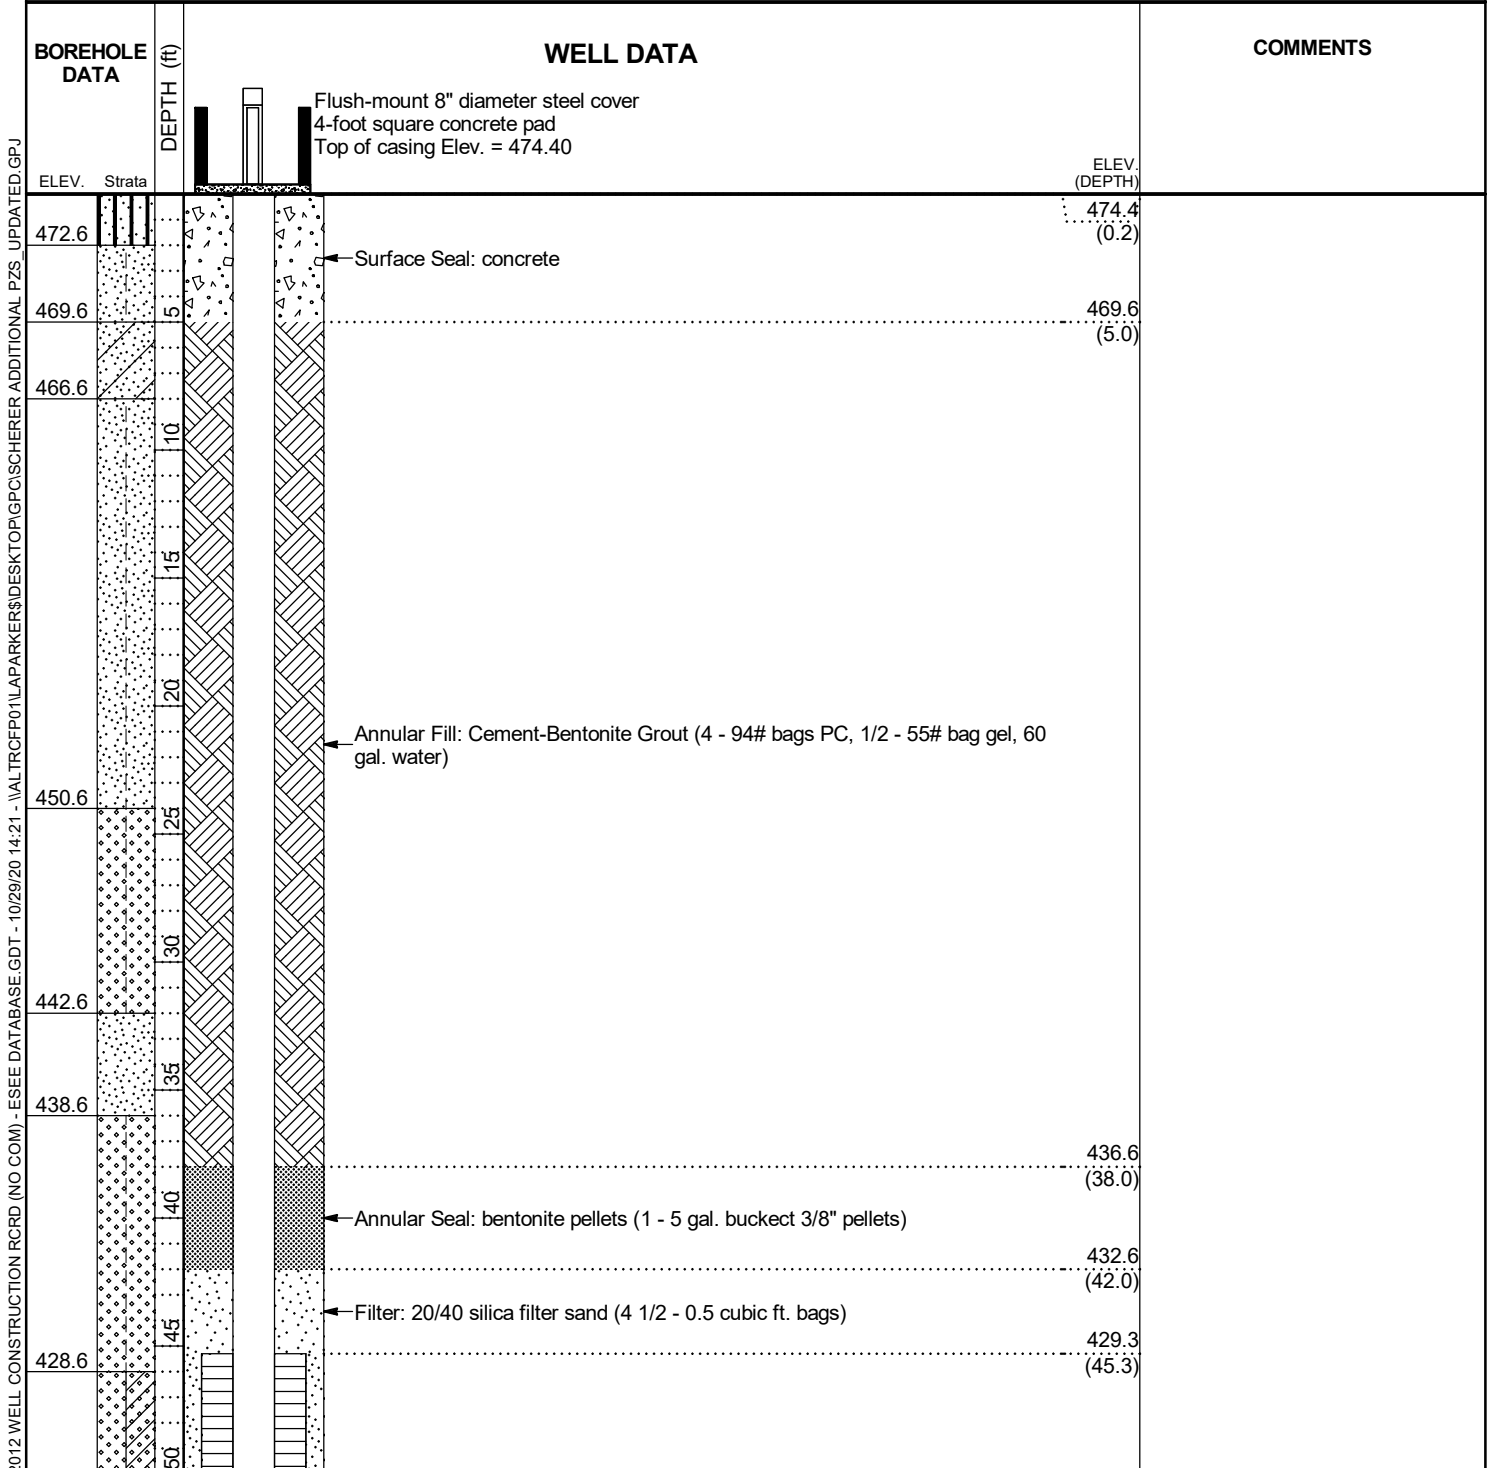 BOREHOLE
DATA
DEPTH (ft)
WELL DATA
COMMENTS
Flush-mount 8" diameter steel cover
4-foot square concrete pad
Top of casing Elev. = 474.40
ELEV. Strata
ELEV.
(DEPTH)
474.4
(0.2)
472.6
Surface Seal: concrete
469.6
5
469.6
(5.0)
466.6
10
15
20
Annular Fill: Cement-Bentonite Grout (4 - 94# bags PC, 1/2 - 55# bag gel, 60
gal. water)
450.6
25
30
442.6
35
438.6
436.6
(38.0)
40
Annular Seal: bentonite pellets (1 - 5 gal. buckect 3/8" pellets)
432.6
(42.0)
Filter: 20/40 silica filter sand (4 1/2 - 0.5 cubic ft. bags)
45
429.3
(45.3)
428.6
50
2012 WELL CONSTRUCTION RCRD (NO COM) - ESEE DATABASE.GDT - 10/29/20 14:21 - \\ALTRCFP01\LAPARKER$\DESKTOP\GPC\SCHERER ADDITIONAL PZS_UPDATED.GPJ